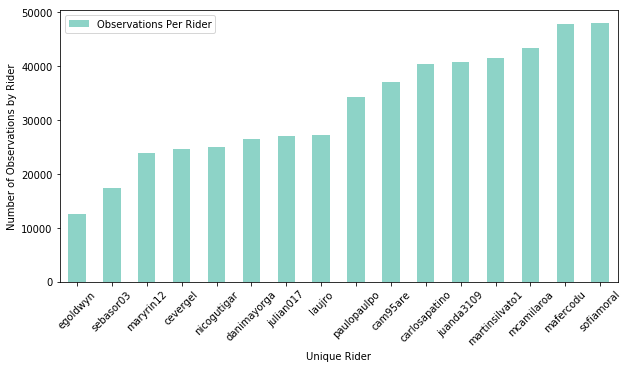 Observations Per Rider
Number of Observations by Rider
50000
40000
30000
20000
10000
0
egoldwyn
sebasor03
maryrin12
cevergel
nicogutigar
danimayorga
julian017
laujro
paulopaulpo
cam95are
carlosapatino
juanda3109
martinsilvato1
mcamilaroa
mafercodu
sofiamoral
Unique Rider